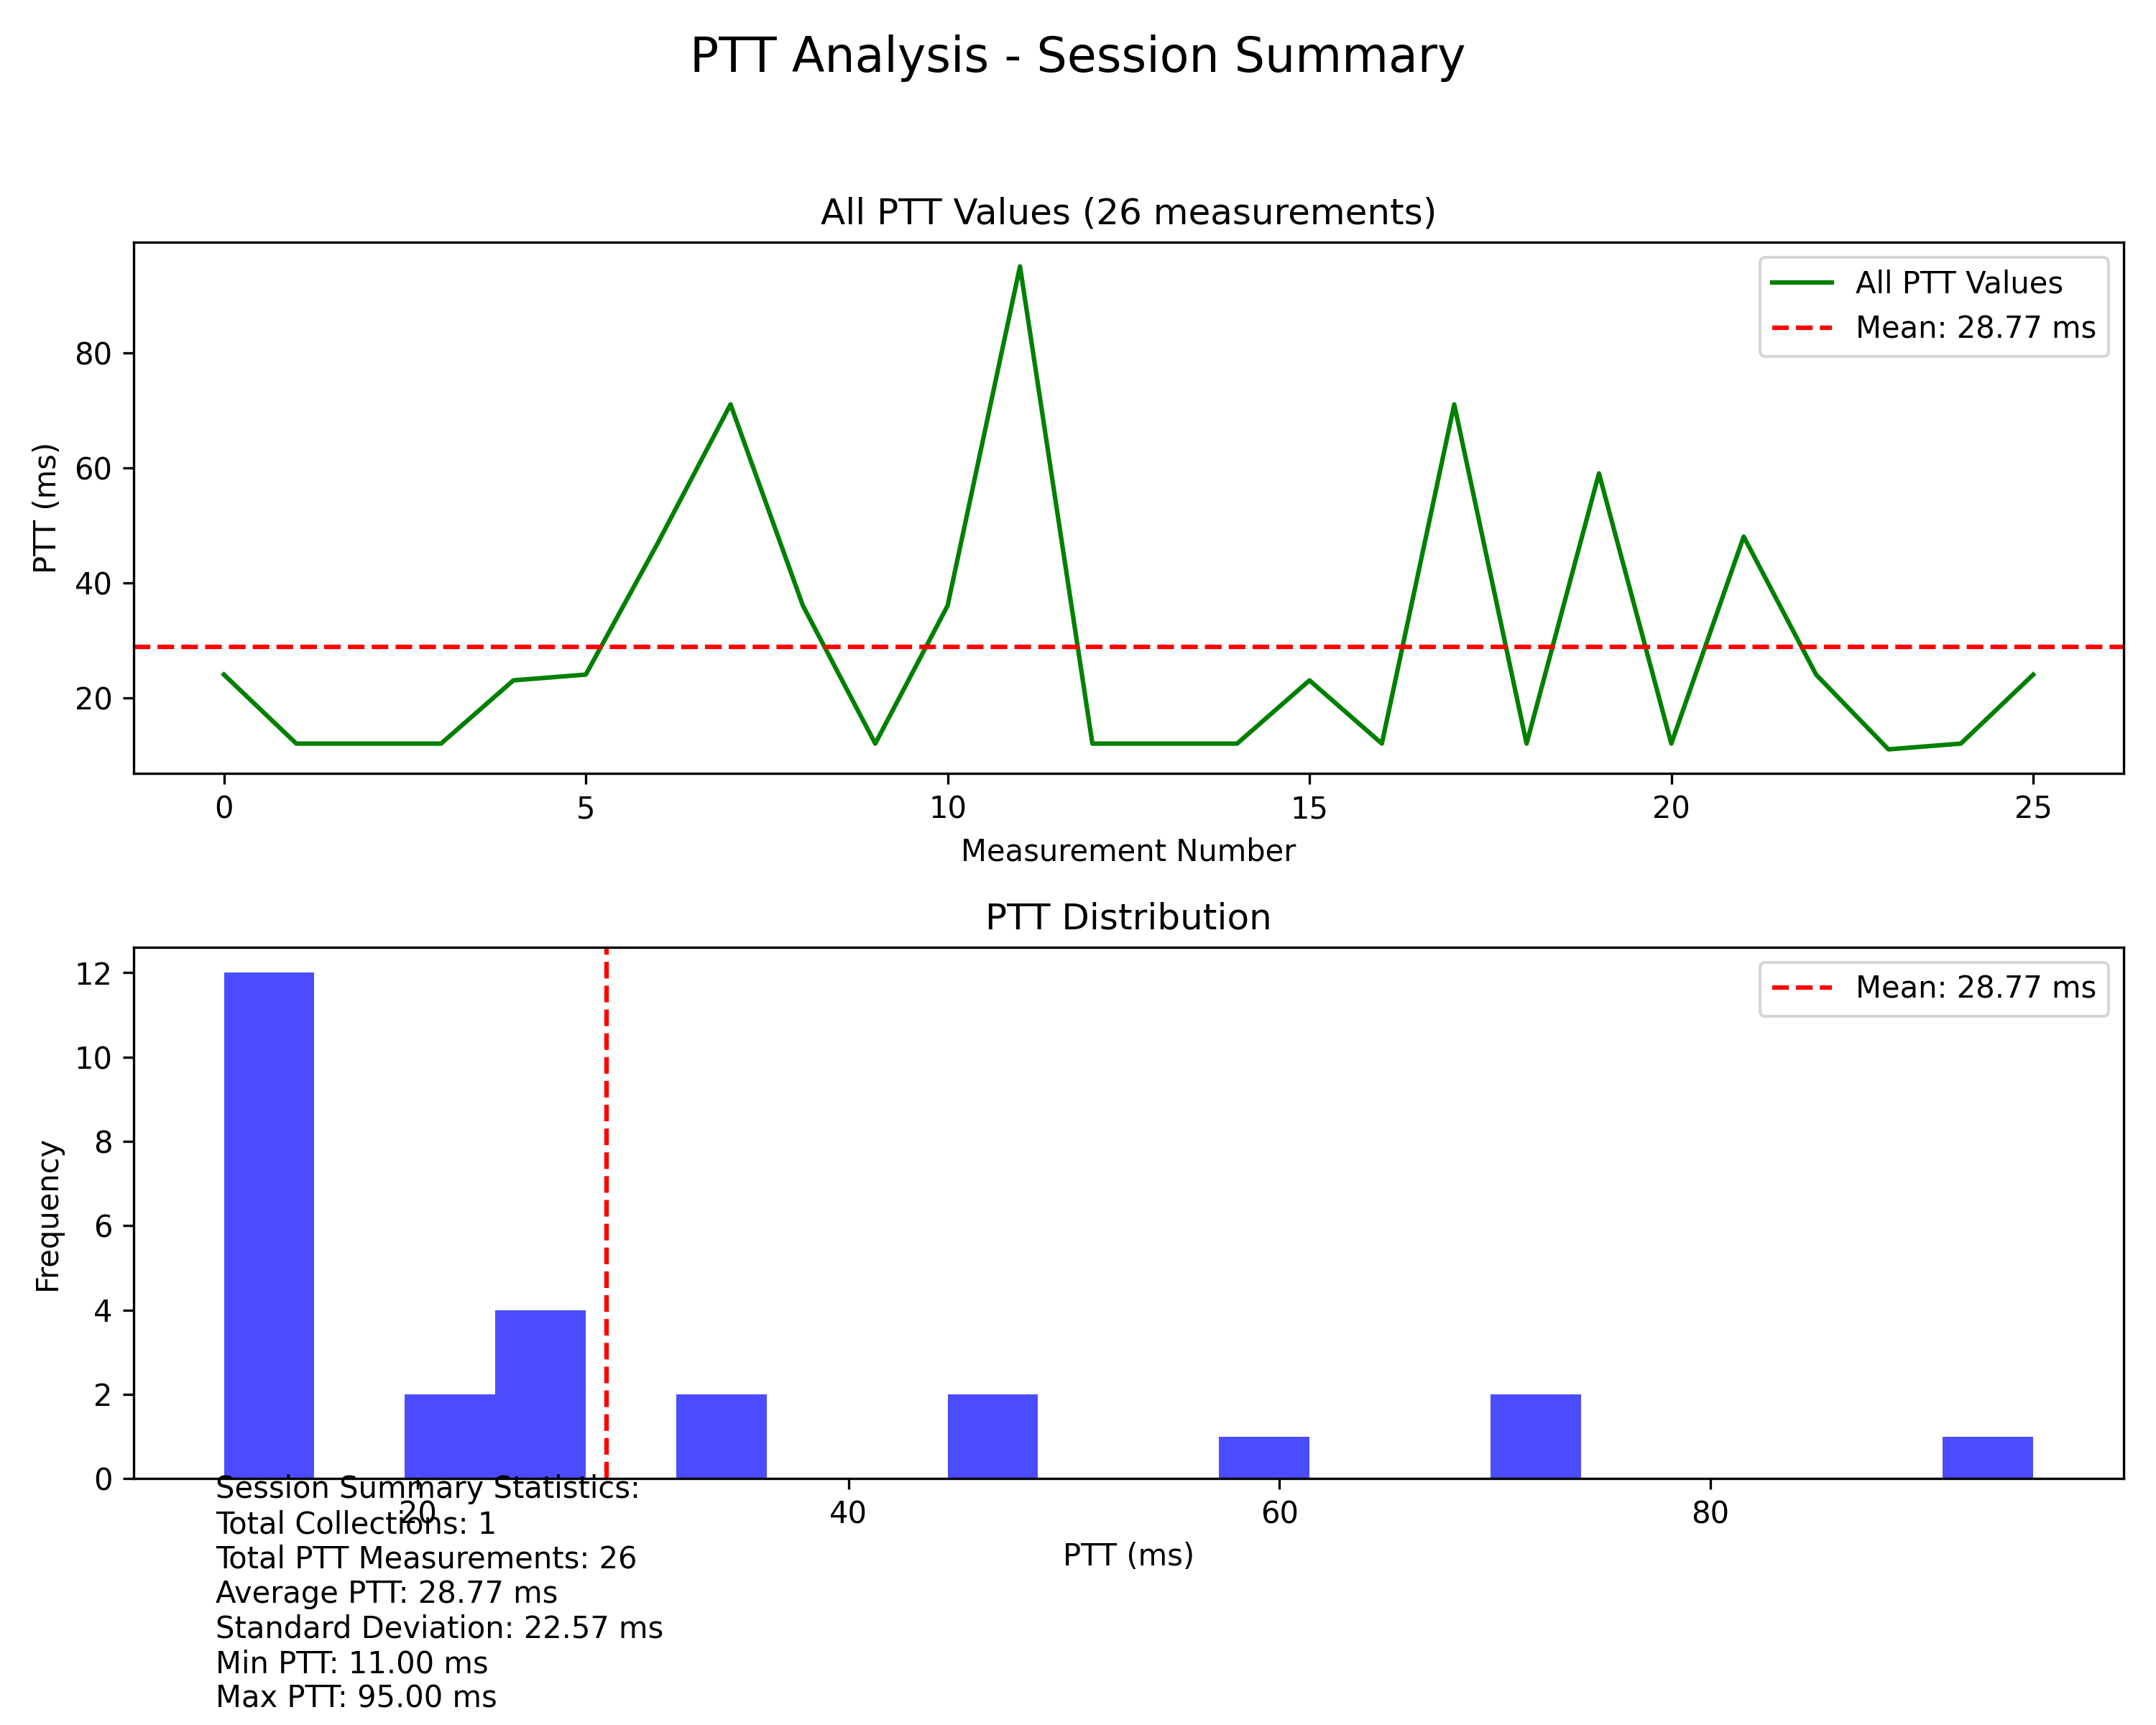 PTT Analysis - Session Summary
All PTT Values (26 measurements)
All PTT Values
Mean: 28.77 ms
PTT (ms)
80
60
40
20
0 5 10 15 20 25
Measurement Number
PTT Distribution
Mean: 28.77 ms
Frequency
12
10
8
6
4
2
0
20 40 60 80
PTT (ms)
Session Summary Statistics:
Total Collections: 1
Total PTT Measurements: 26
Average PTT: 28.77 ms
Standard Deviation: 22.57 ms
Min PTT: 11.00 ms
Max PTT: 95.00 ms